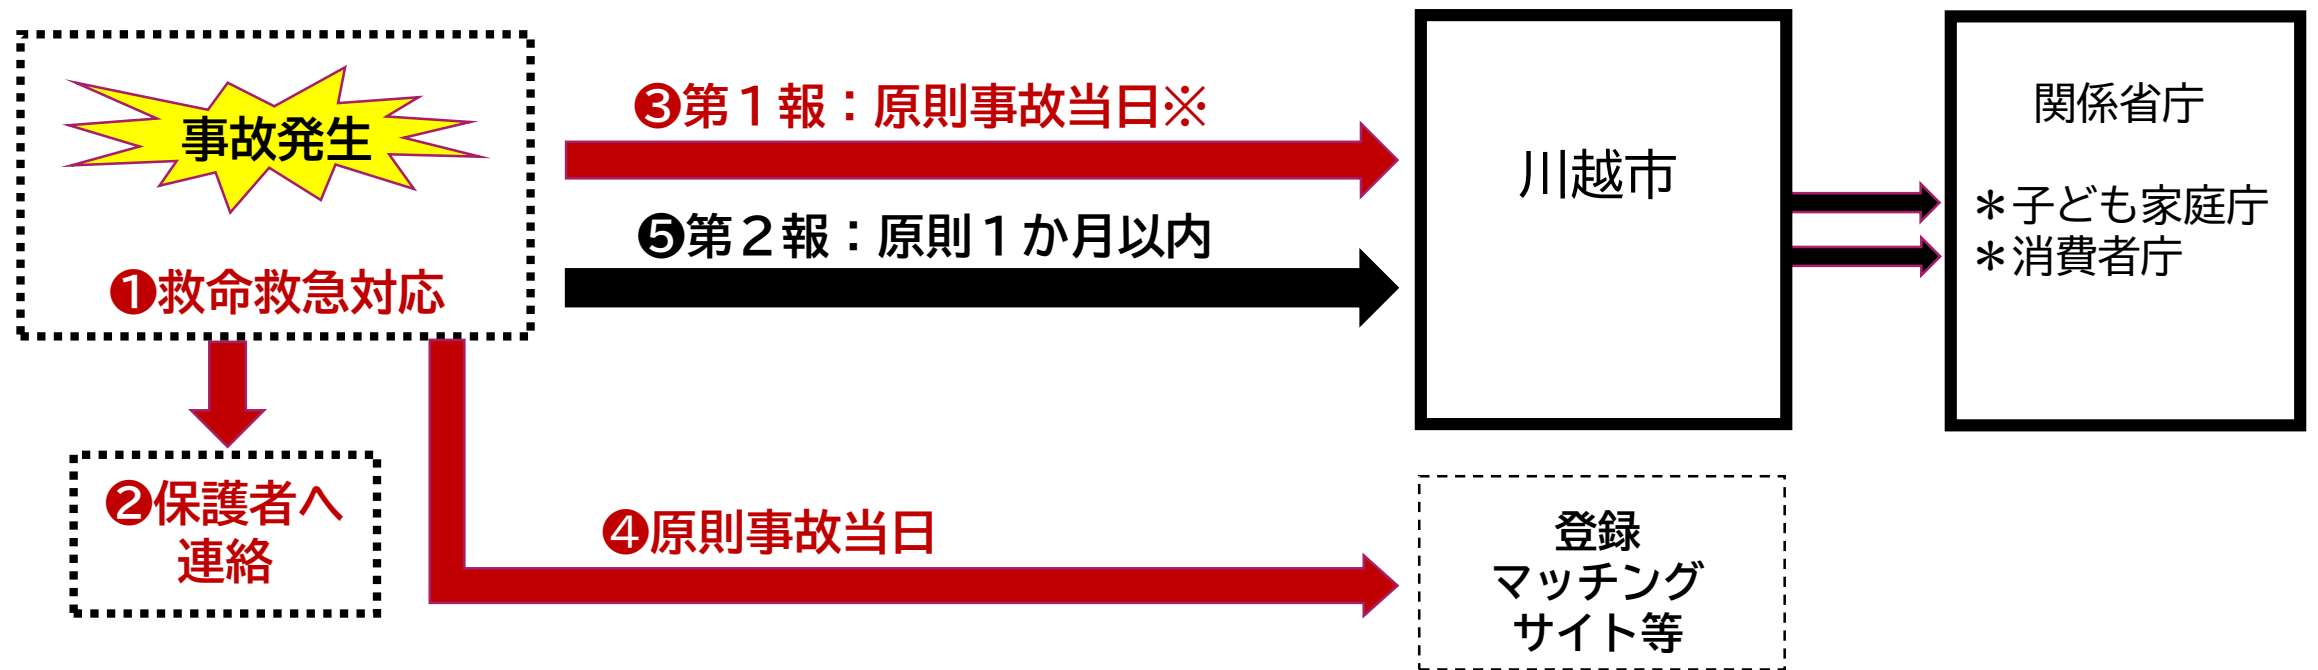 事故発生
❶救命救急対応
❷保護者へ
連絡
❸第１報：原則事故当日※
❺第２報：原則１か月以内
❹原則事故当日
川越市
関係省庁
＊子ども家庭庁
＊消費者庁
登録
マッチング
サイト等